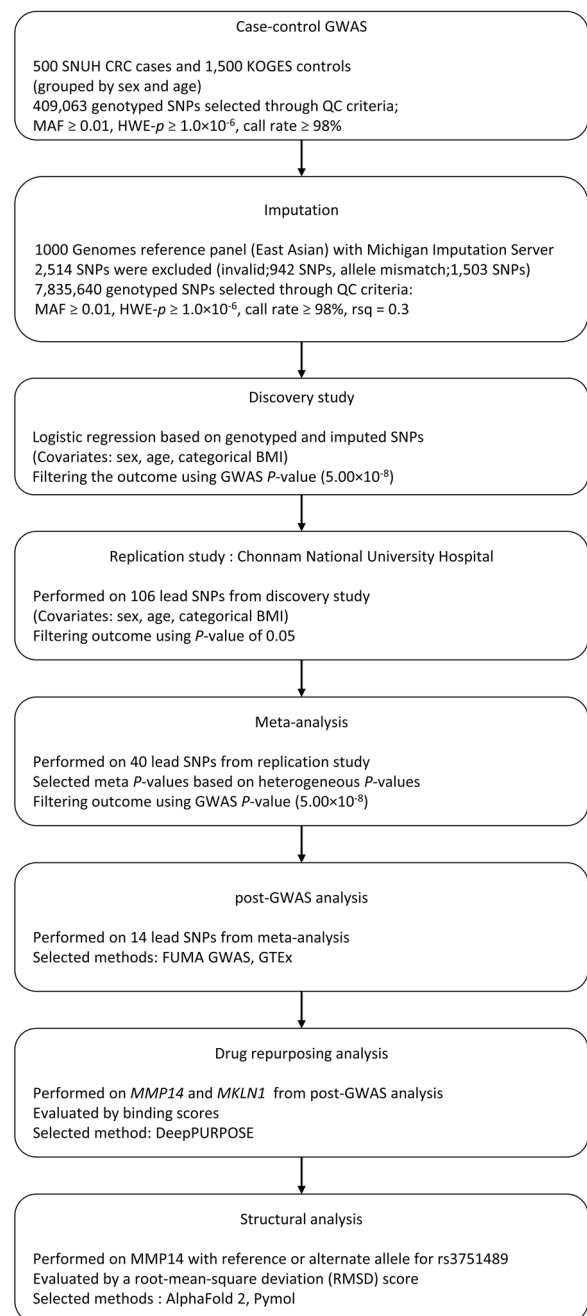 Case-control GWAS
500 SNUH CRC cases and 1,500 KOGES controls
(grouped by sex and age)
409,063 genotyped SNPs selected through QC criteria;
MAF ≥ 0.01, HWE-p ≥ 1.0×10⁻⁶, call rate ≥ 98%
Imputation
1000 Genomes reference panel (East Asian) with Michigan Imputation Server
2,514 SNPs were excluded (invalid;942 SNPs, allele mismatch;1,503 SNPs)
7,835,640 genotyped SNPs selected through QC criteria:
MAF ≥ 0.01, HWE-p ≥ 1.0×10⁻⁶, call rate ≥ 98%, rsq = 0.3
Discovery study
Logistic regression based on genotyped and imputed SNPs
(Covariates: sex, age, categorical BMI)
Filtering the outcome using GWAS P-value (5.00×10⁻⁸)
Replication study : Chonnam National University Hospital
Performed on 106 lead SNPs from discovery study
(Covariates: sex, age, categorical BMI)
Filtering outcome using P-value of 0.05
Meta-analysis
Performed on 40 lead SNPs from replication study
Selected meta P-values based on heterogeneous P-values
Filtering outcome using GWAS P-value (5.00×10⁻⁸)
post-GWAS analysis
Performed on 14 lead SNPs from meta-analysis
Selected methods: FUMA GWAS, GTEx
Drug repurposing analysis
Performed on MMP14 and MKLN1 from post-GWAS analysis
Evaluated by binding scores
Selected method: DeepPURPOSE
Structural analysis
Performed on MMP14 with reference or alternate allele for rs3751489
Evaluated by a root-mean-square deviation (RMSD) score
Selected methods : AlphaFold 2, Pymol